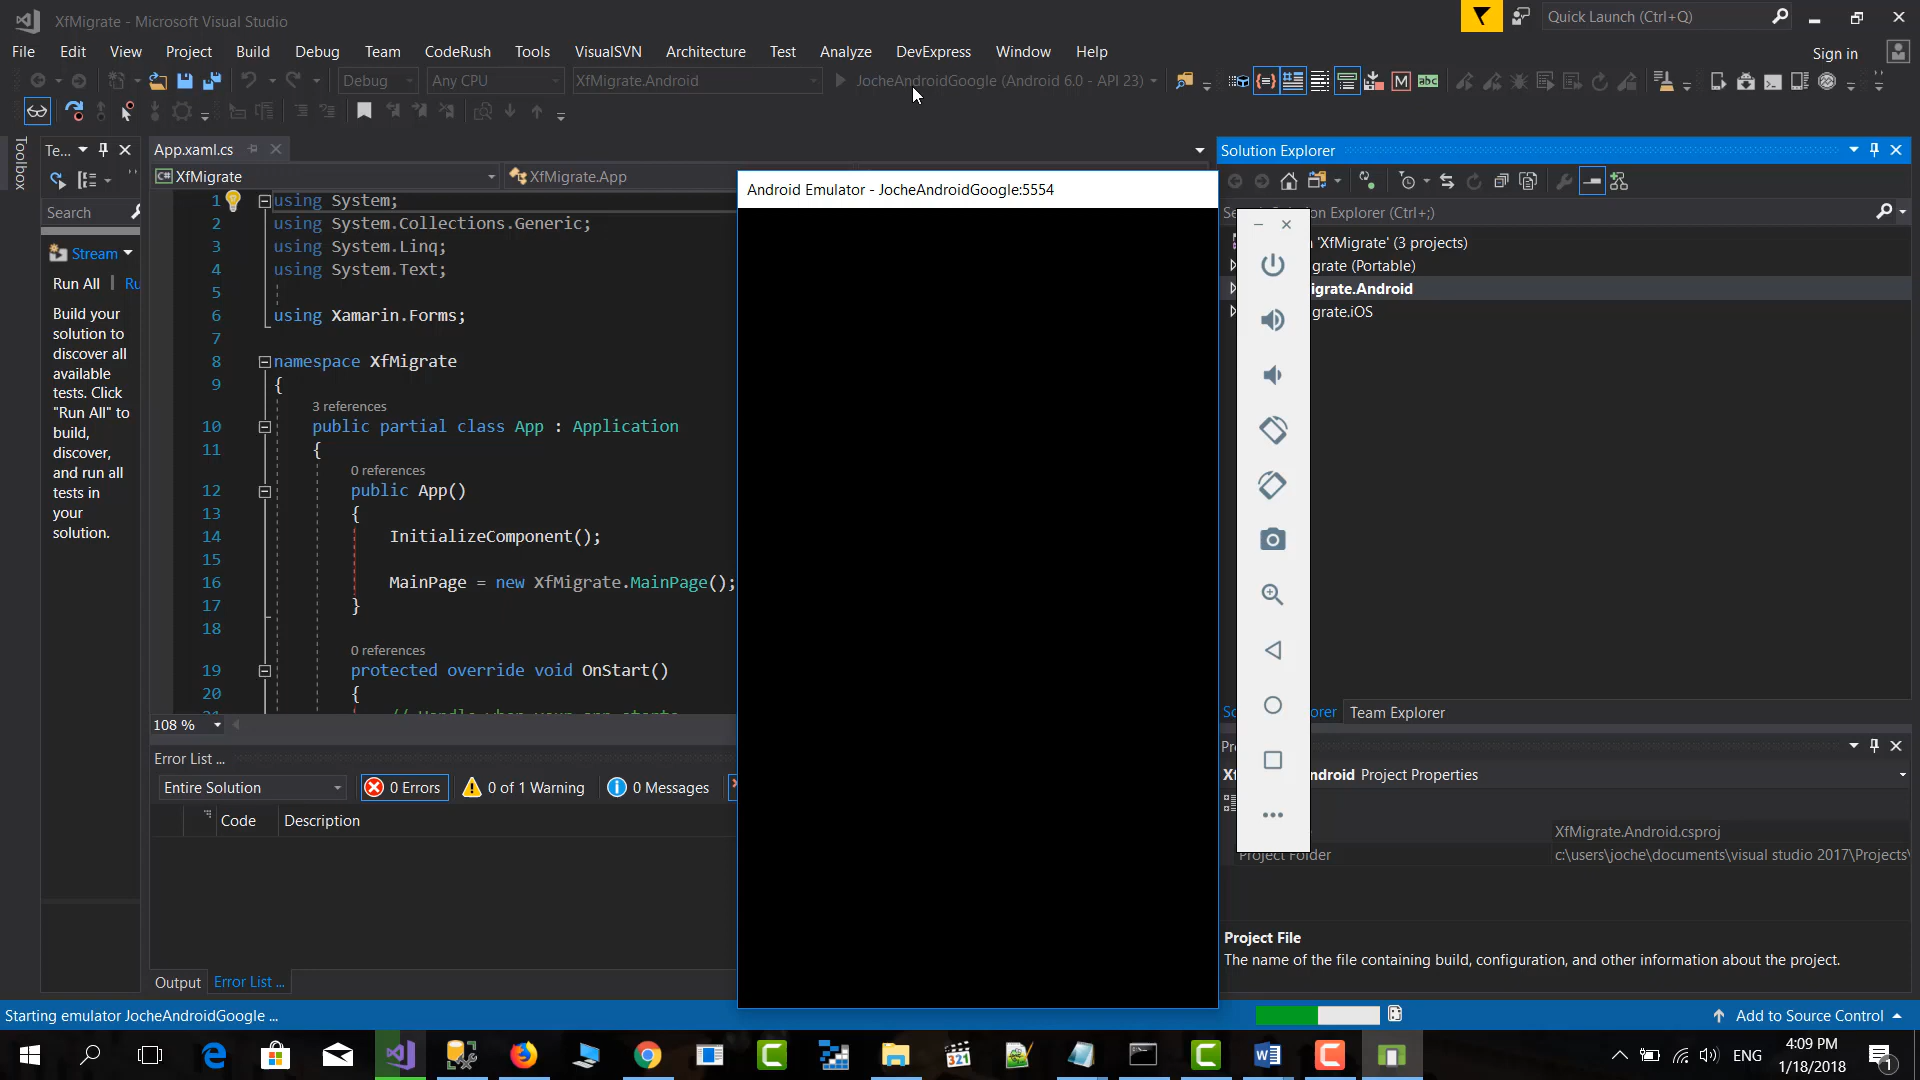 XfMigrate - Microsoft Visual Studio
Quick Launch (Ctrl+Q)
File Edit View Project Build Debug Team CodeRush Tools VisualSVN Architecture Test Analyze DevExpress Window Help
Sign in
Debug Any CPU XfMigrate.Android JocheAndroidGoogle (Android 6.0 - API 23)
Toolbox
Te...
Search
Stream
Run All Ru
Build your
solution to
discover all
available
tests. Click
"Run All" to
build,
discover,
and run all
tests in
your
solution.
App.xaml.cs
XfMigrate XfMigrate.App
1 using System;
2 using System.Collections.Generic;
3 using System.Linq;
4 using System.Text;
5
6 using Xamarin.Forms;
7
8 namespace XfMigrate
9 {
3 references
10 public partial class App : Application
11 {
0 references
12 public App()
13 {
14 InitializeComponent();
15
16 MainPage = new XfMigrate.MainPage();
17 }
18
0 references
19 protected override void OnStart()
20 {
108 %
Error List ...
Entire Solution 0 Errors 0 of 1 Warning 0 Messages
Code Description
Output Error List ...
Android Emulator - JocheAndroidGoogle:5554
Solution Explorer
Solution Explorer (Ctrl+;)
'XfMigrate' (3 projects)
grate (Portable)
igrate.Android
grate.iOS
orer Team Explorer
ndroid Project Properties
XfMigrate.Android.csproj
Project Folder c:\users\joche\documents\visual studio 2017\Projects\
Project File
The name of the file containing build, configuration, and other information about the project.
Starting emulator JocheAndroidGoogle ...
Add to Source Control
321
ENG
4:09 PM
1/18/2018
1